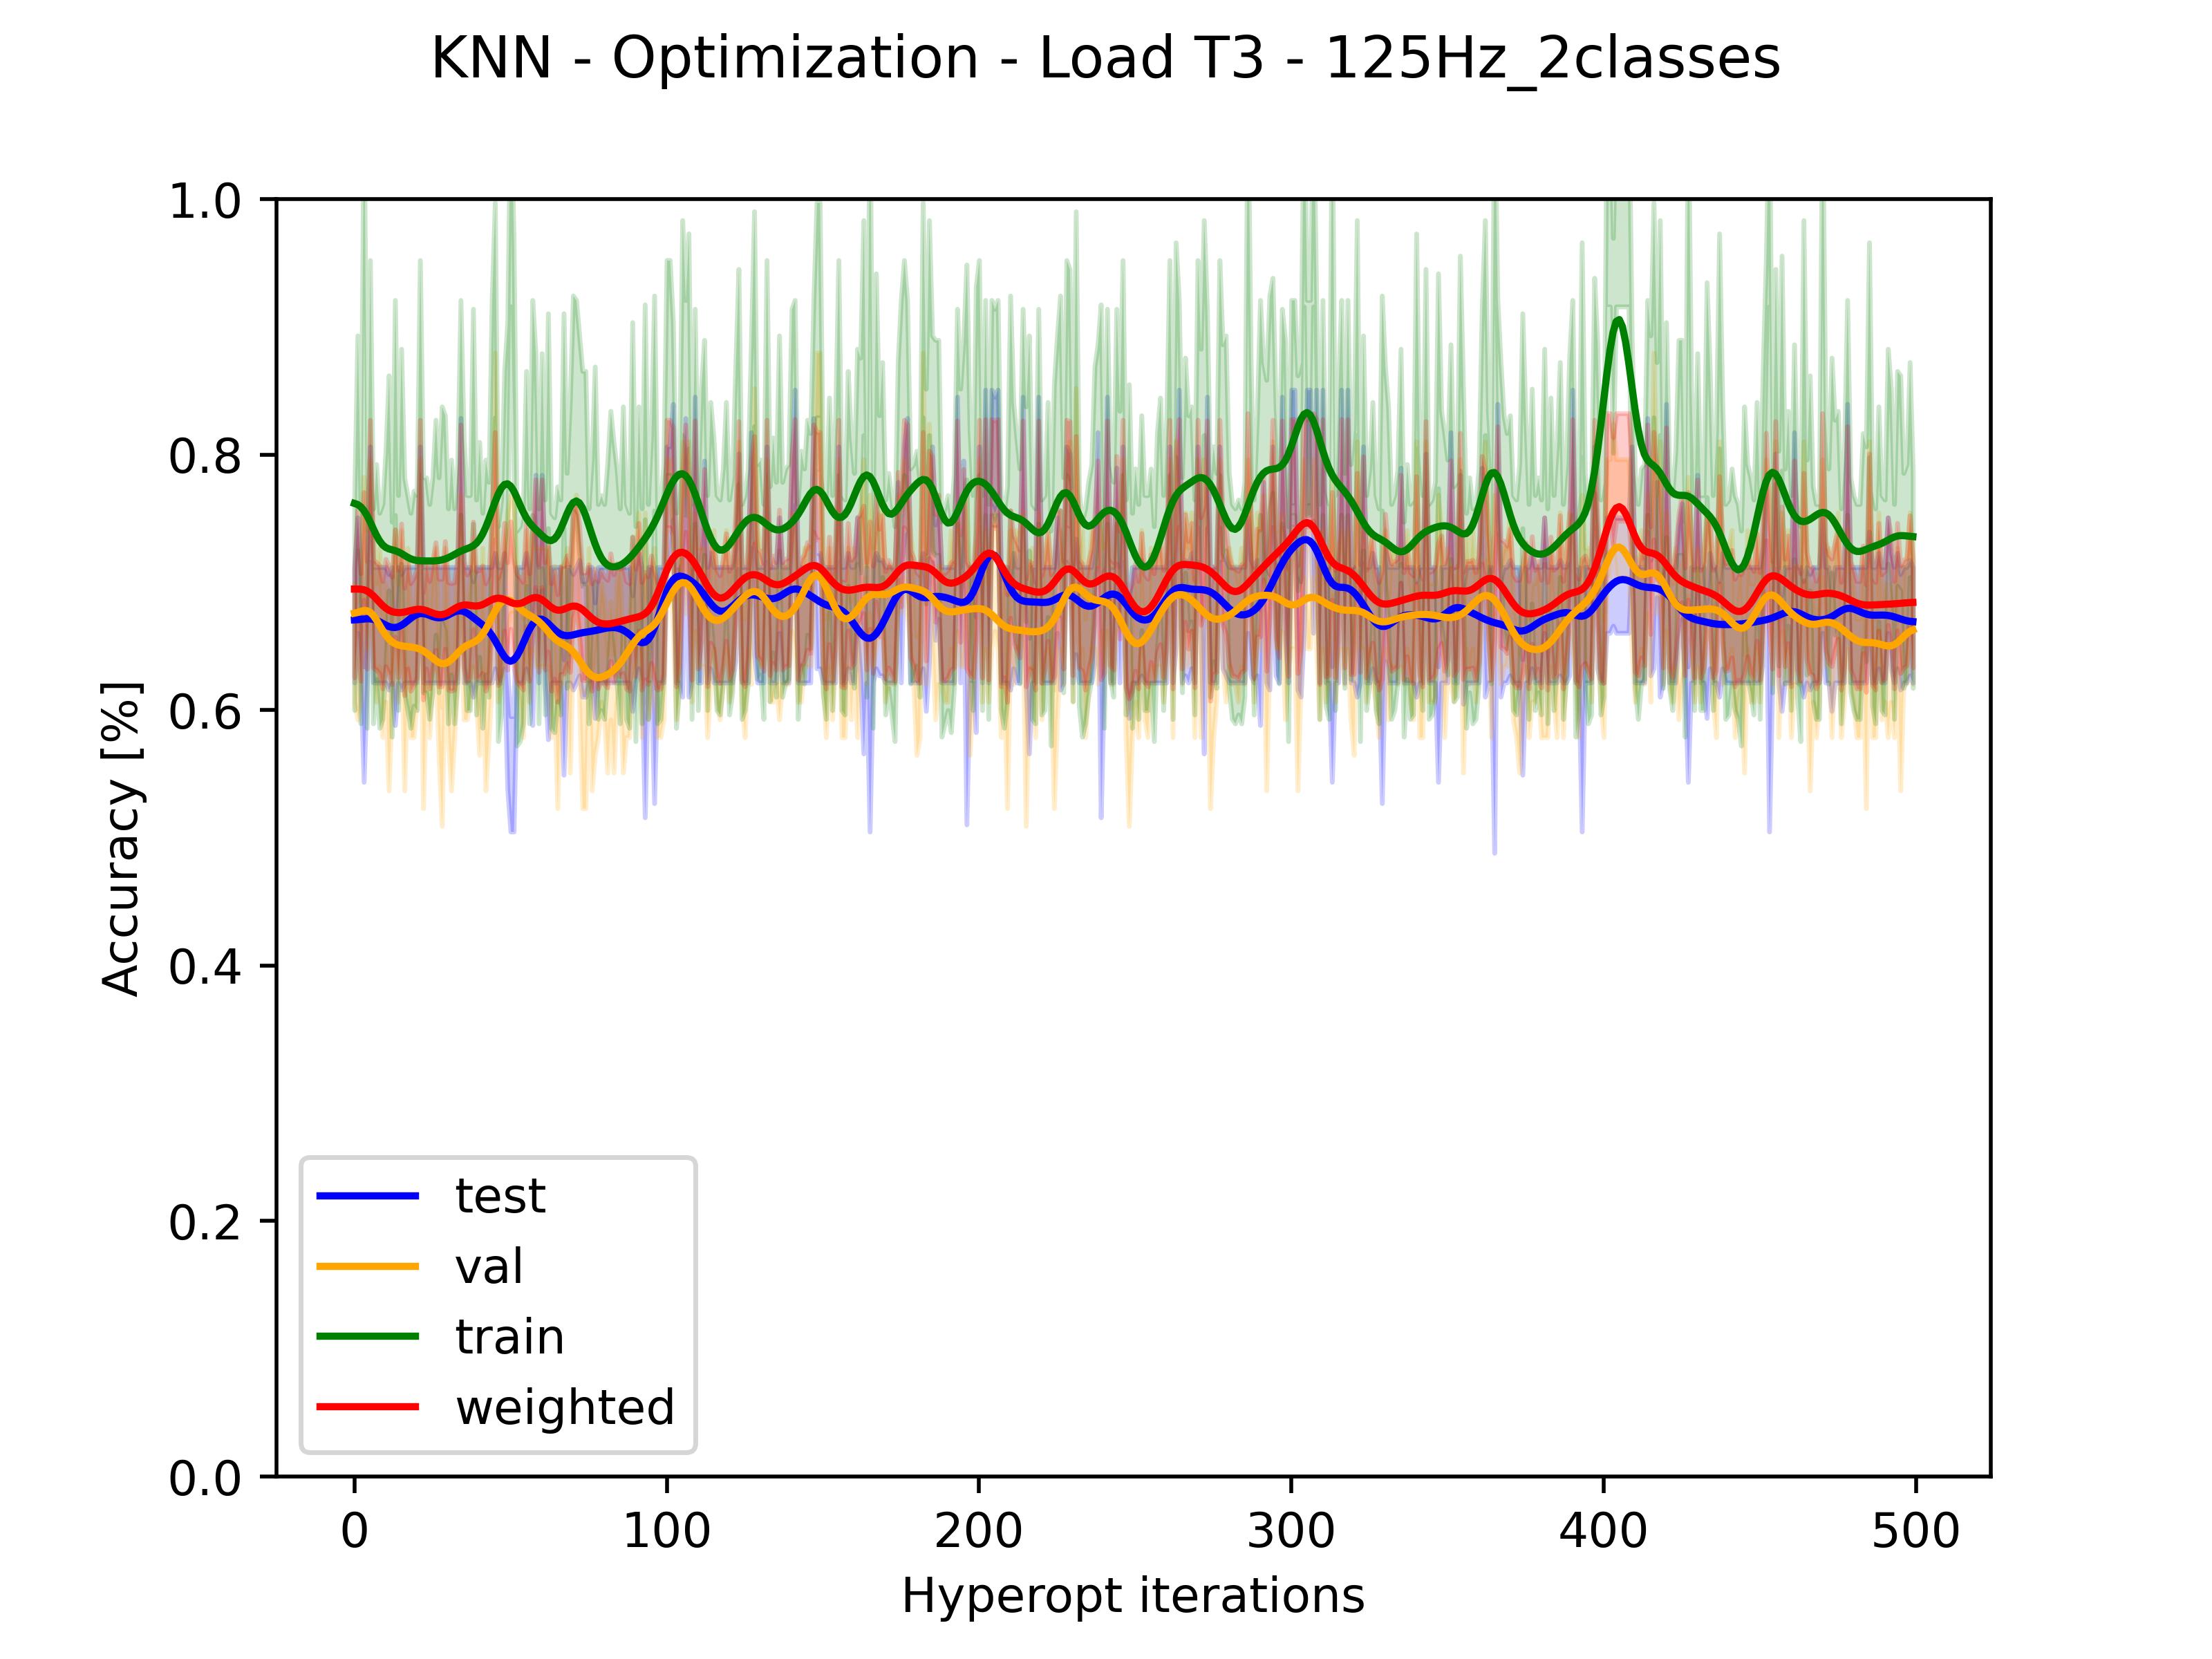 KNN - Optimization - Load T3 - 125Hz_2classes
1.0
0.8
0.6
0.4
0.2
0.0
Accuracy [%]
test
val
train
weighted
0 100 200 300 400 500
Hyperopt iterations